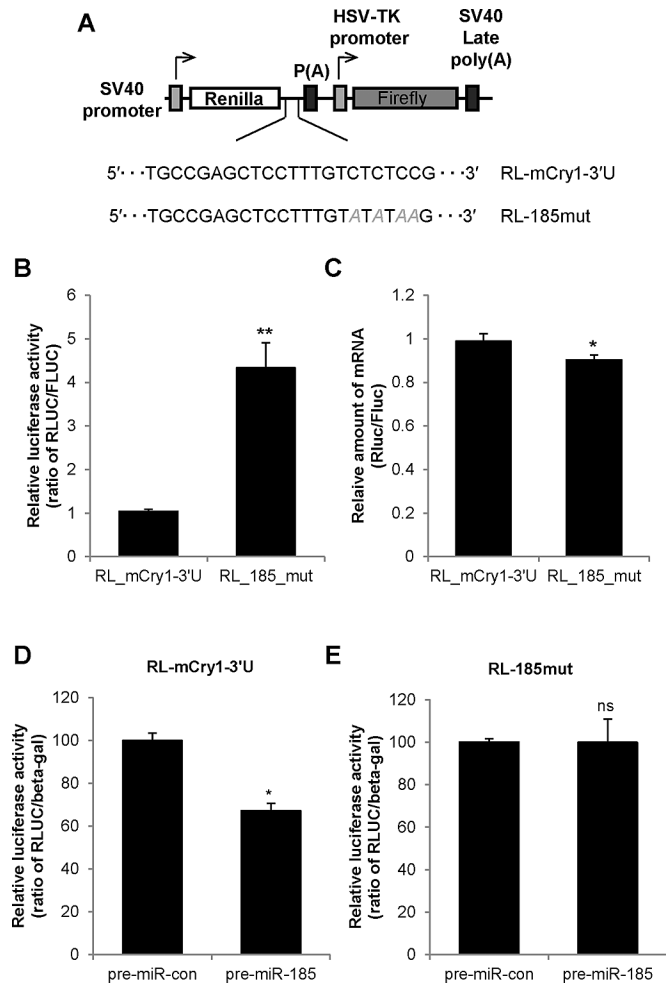 A
HSV-TK
promoter
SV40
Late
poly(A)
P(A)
SV40
promoter
Renilla
Firefly
5′···TGCCGAGCTCCTTTGTCTCTCCG ···3′ RL-mCry1-3′U
5′···TGCCGAGCTCCTTTGTATATAAG ···3′ RL-185mut
B
Relative luciferase activity
(ratio of RLUC/FLUC)
6
5
4
3
2
1
0
**
RL_mCry1-3'U
RL_185_mut
C
Relaive amount of mRNA
(Rluc/Fluc)
1.2
1
0.8
0.6
0.4
0.2
0
*
RL_mCry1-3'U
RL_185_mut
D
RL-mCry1-3'U
Relative luciferase activity
(ratio of RLUC/beta-gal)
120
100
80
60
40
20
0
*
pre-miR-con
pre-miR-185
E
RL-185mut
Relative luciferase activity
(ratio of RLUC/beta-gal)
120
100
80
60
40
20
0
ns
pre-miR-con
pre-miR-185